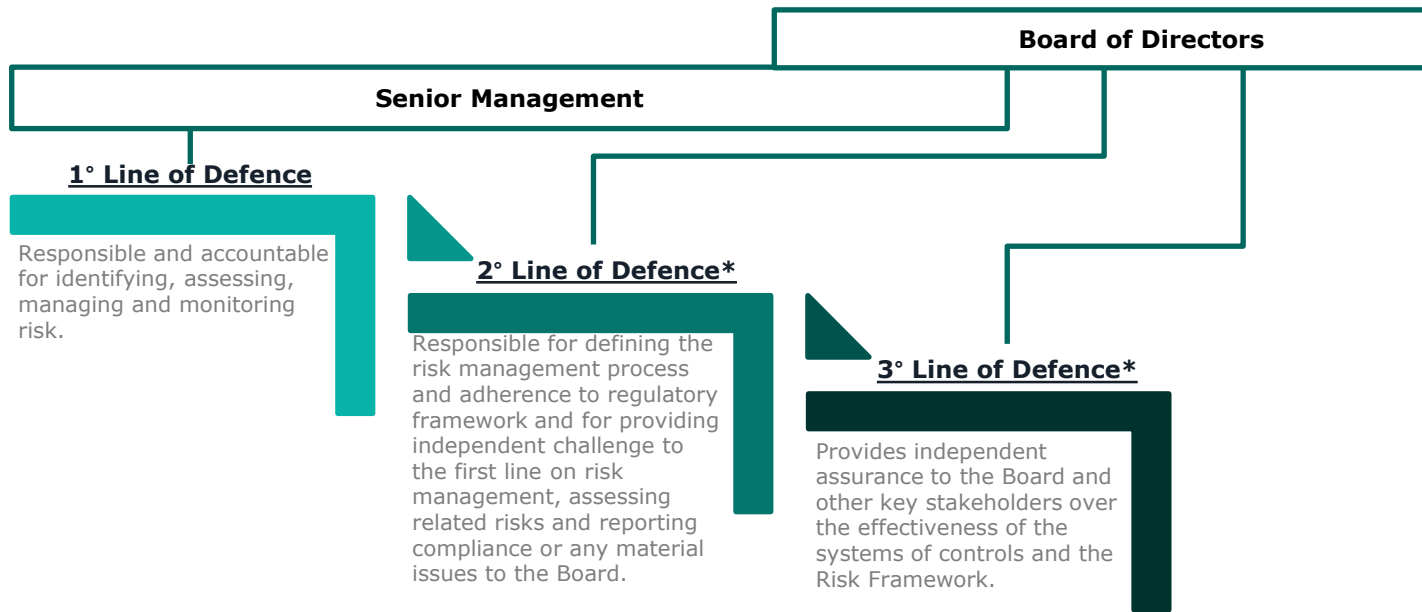 Board of Directors
Senior Management
1° Line of Defence
Responsible and accountable
for identifying, assessing,
managing and monitoring
risk.
2° Line of Defence*
Responsible for defining the
risk management process
and adherence to regulatory
framework and for providing
independent challenge to
the first line on risk
management, assessing
related risks and reporting
compliance or any material
issues to the Board.
3° Line of Defence*
Provides independent
assurance to the Board and
other key stakeholders over
the effectiveness of the
systems of controls and the
Risk Framework.